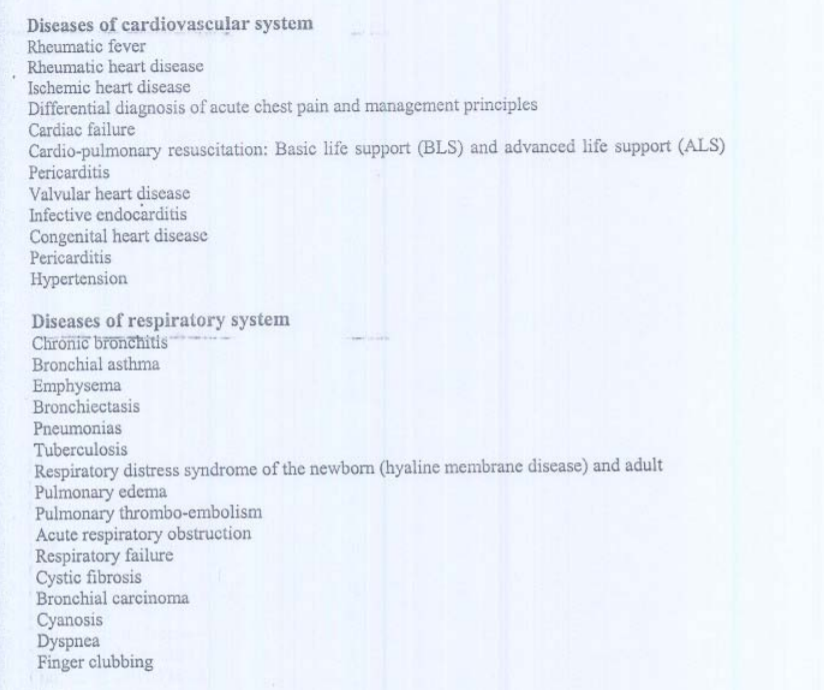 Diseases of cardiovascular system
Rheumatic fever
Rheumatic heart disease
Ischemic heart disease
Differential diagnosis of acute chest pain and management principles
Cardiac failure
Cardio-pulmonary resuscitation: Basic life support (BLS) and advanced life support (ALS)
Pericarditis
Valvular heart disease
Infective endocarditis
Congenital heart disease
Pericarditis
Hypertension
Diseases of respiratory system
Chronic bronchitis
Bronchial asthma
Emphysema
Bronchiectasis
Pneumonias
Tuberculosis
Respiratory distress syndrome of the newborn (hyaline membrane disease) and adult
Pulmonary edema
Pulmonary thrombo-embolism
Acute respiratory obstruction
Respiratory failure
Cystic fibrosis
Bronchial carcinoma
Cyanosis
Dyspnea
Finger clubbing